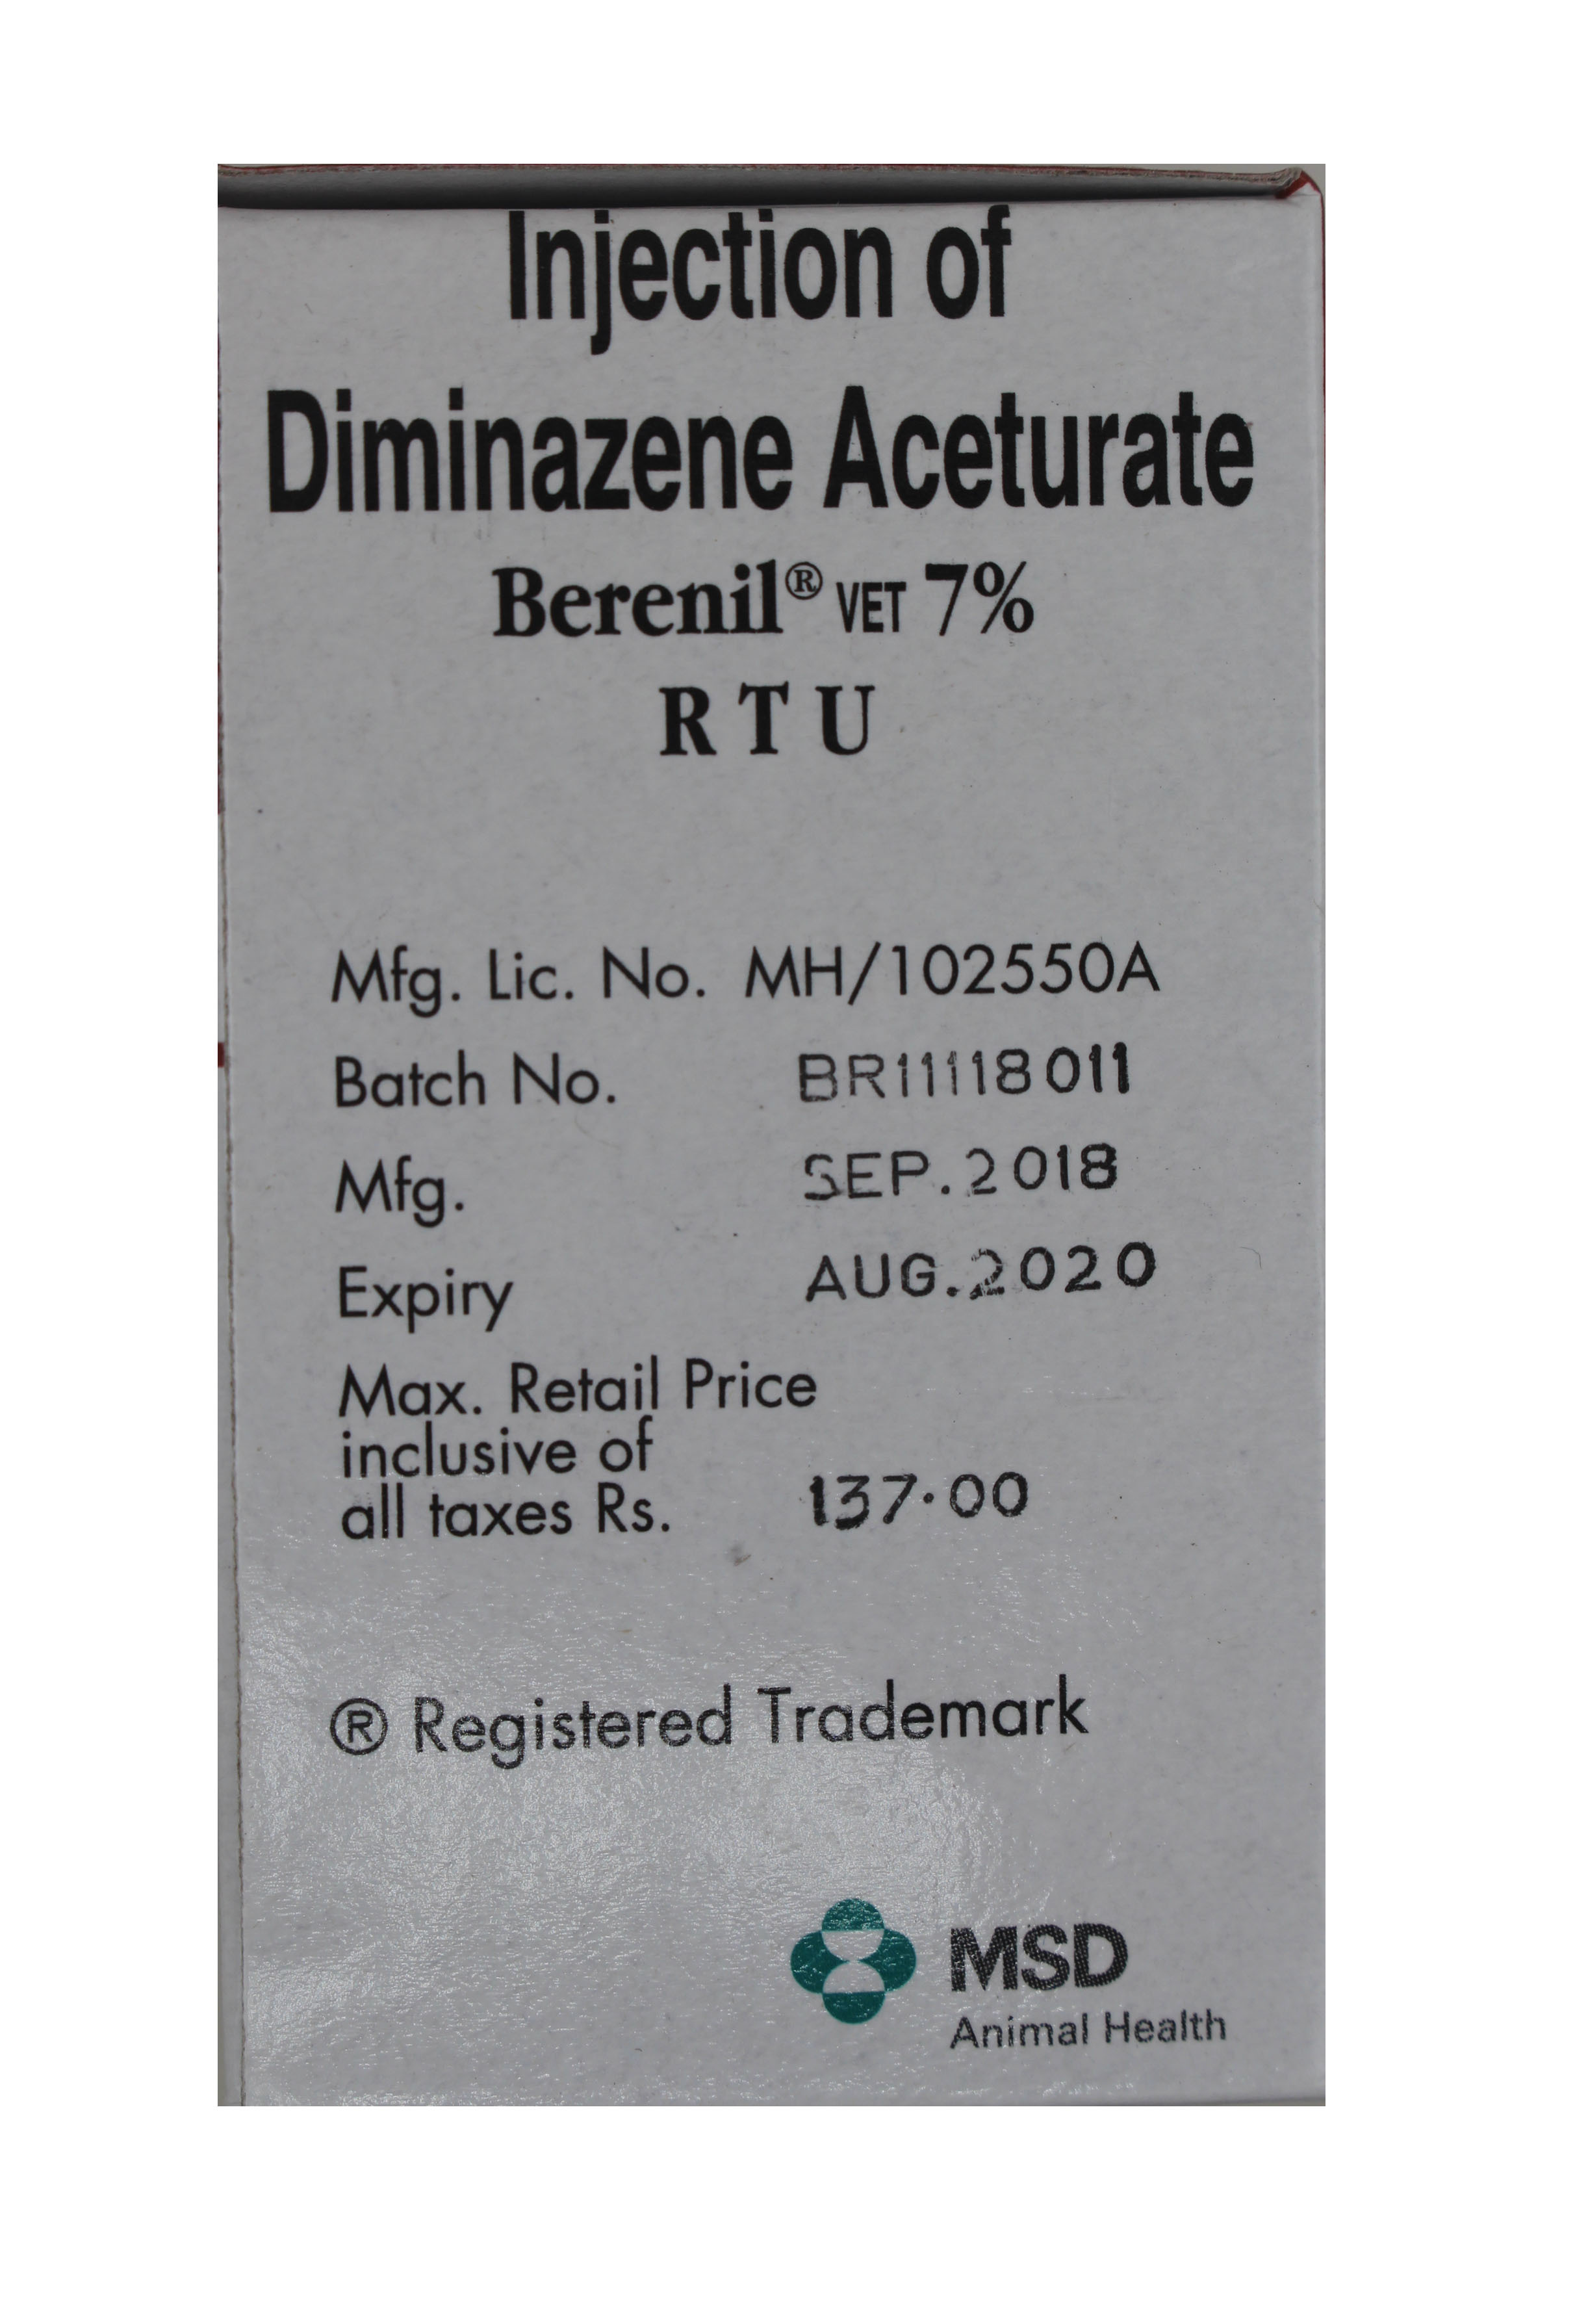 Injection of
Diminazene Aceturate
Berenil® VET 7%
R T U
Mfg. Lic. No. MH/102550A
Batch No. BR11118011
Mfg. SEP.2018
Expiry AUG.2020
Max. Retail Price
inclusive of
all taxes Rs. 137.00
® Registered Trademark
MSD
Animal Health